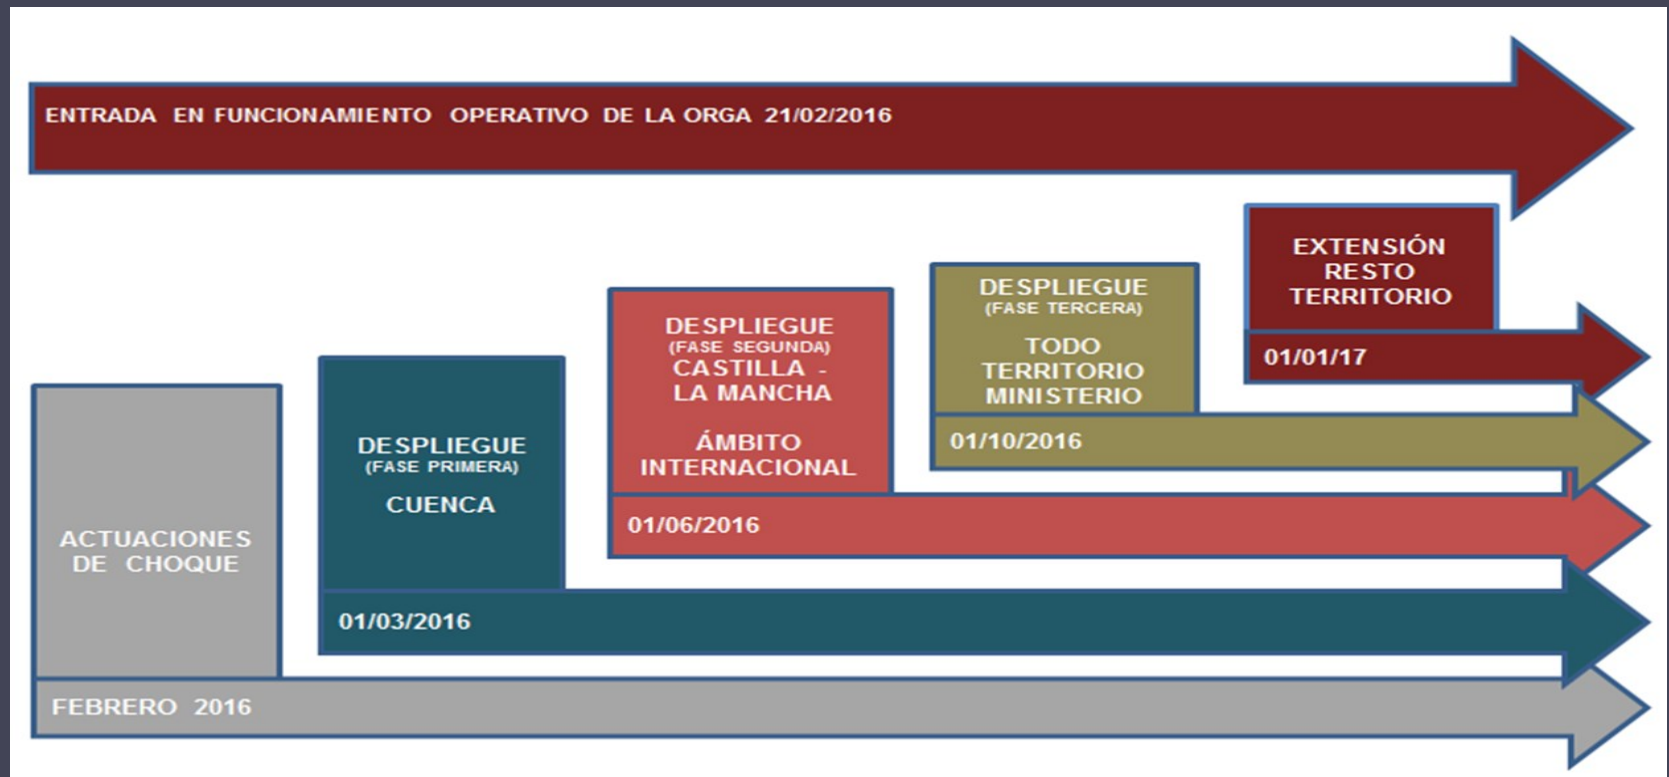 ENTRADA EN FUNCIONAMIENTO OPERATIVO DE LA ORGA 21/02/2016
ACTUACIONES
DE CHOQUE
FEBRERO 2016
DESPLIEGUE
(FASE PRIMERA)
CUENCA
01/03/2016
DESPLIEGUE
(FASE SEGUNDA)
CASTILLA -
LA MANCHA
ÁMBITO
INTERNACIONAL
01/06/2016
DESPLIEGUE
(FASE TERCERA)
TODO
TERRITORIO
MINISTERIO
01/10/2016
EXTENSIÓN
RESTO
TERRITORIO
01/01/17